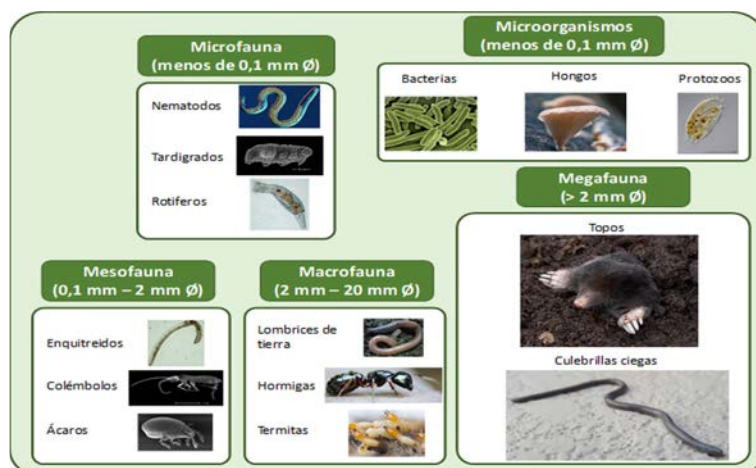 Microfauna
(menos de 0,1 mm Ø)
Nematodos
Tardigrados
Rotiferos
Microorganismos
(menos de 0,1 mm Ø)
Bacterias
Hongos
Protozoos
Megafauna
(> 2 mm Ø)
Topos
Culebrillas ciegas
Mesofauna
(0,1 mm – 2 mm Ø)
Enquitreidos
Colémbolos
Ácaros
Macrofauna
(2 mm – 20 mm Ø)
Lombrices de
tierra
Hormigas
Termitas